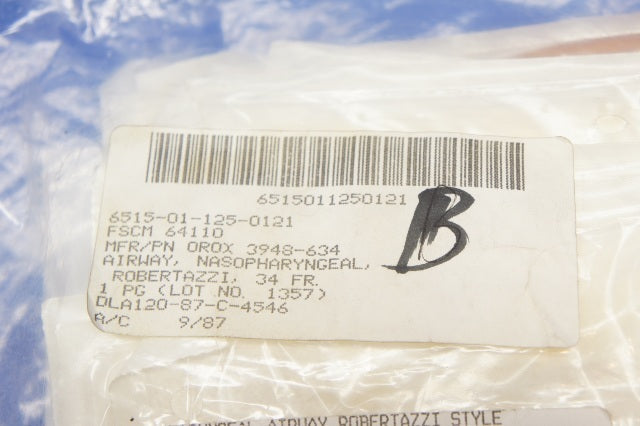 6515011250121
B
6515-01-125-0121
FSCM 64110
MFR/PN OROX 3948-634
AIRWAY, NASOPHARYNGEAL,
ROBERTAZZI, 34 FR.
1 PG (LOT NO. 1357)
DLA120-87-C-4546
A/C 9/87
AIRWAY ROBERTAZZI STYLE